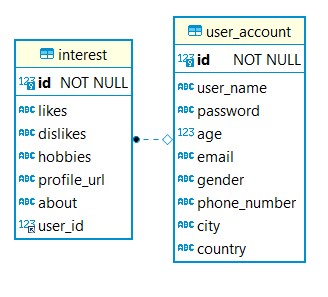 interest
123 id NOT NULL
ABC likes
ABC dislikes
ABC hobbies
ABC profile_url
ABC about
123 user_id
user_account
123 id NOT NULL
ABC user_name
ABC password
123 age
ABC email
ABC gender
ABC phone_number
ABC city
ABC country